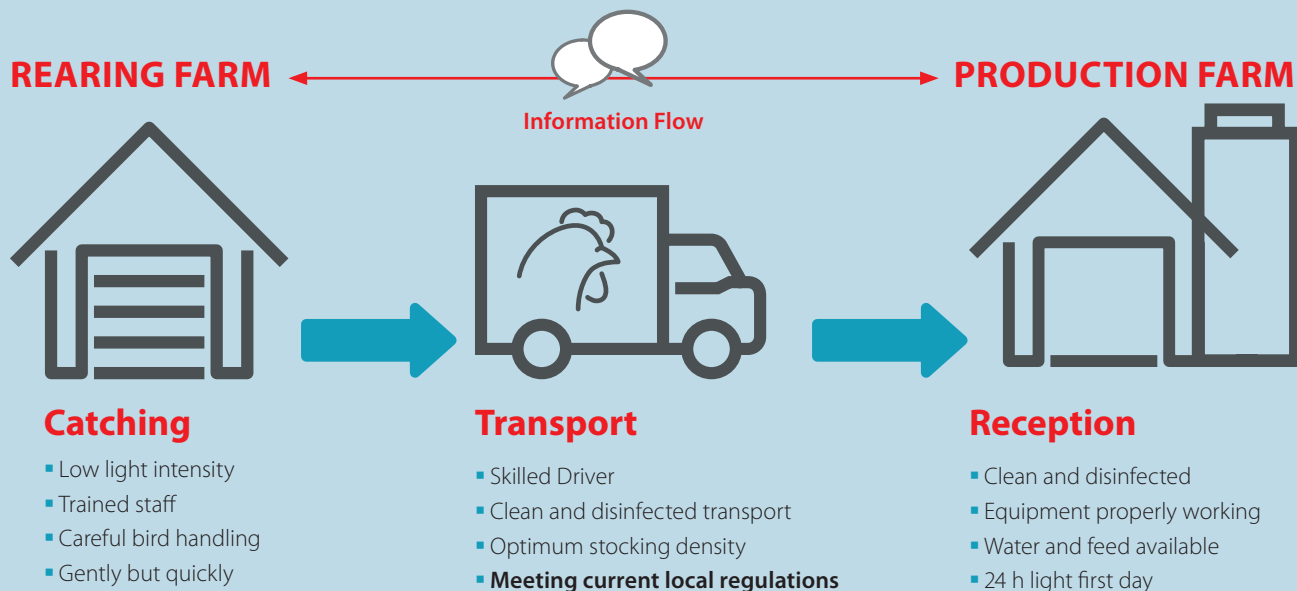 REARING FARM
PRODUCTION FARM
Information Flow
Catching
▪ Low light intensity
▪ Trained staff
▪ Careful bird handling
▪ Gently but quickly
Transport
▪ Skilled Driver
▪ Clean and disinfected transport
▪ Optimum stocking density
▪ Meeting current local regulations
Reception
▪ Clean and disinfected
▪ Equipment properly working
▪ Water and feed available
▪ 24 h light first day